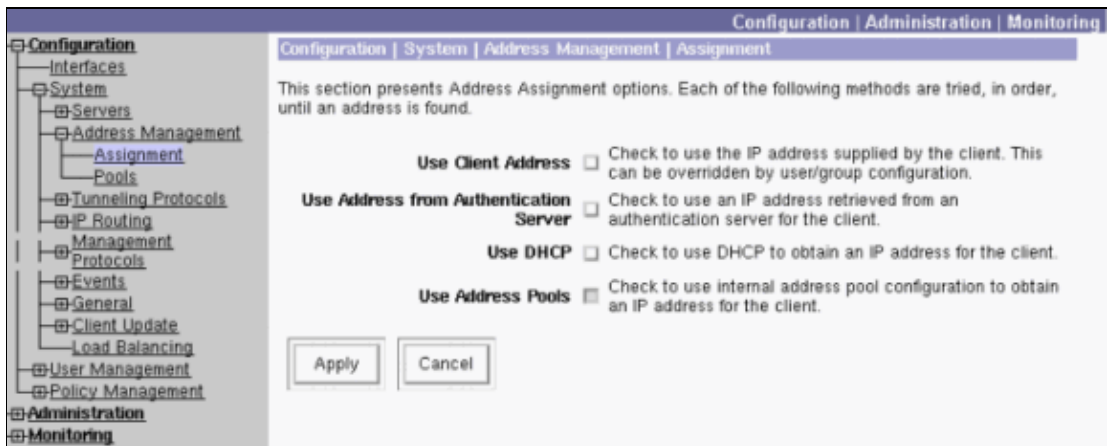 Configuration | Administration | Monitoring
Configuration
Interfaces
System
Servers
Address Management
Assignment
Pools
Tunneling Protocols
IP Routing
Management
Protocols
Events
General
Client Update
Load Balancing
User Management
Policy Management
Administration
Monitoring
Configuration | System | Address Management | Assignment
This section presents Address Assignment options. Each of the following methods are tried, in order,
until an address is found.
Use Client Address
Check to use the IP address supplied by the client. This
can be overridden by user/group configuration.
Use Address from Authentication
Server
Check to use an IP address retrieved from an
authentication server for the client.
Use DHCP
Check to use DHCP to obtain an IP address for the client.
Use Address Pools
Check to use internal address pool configuration to obtain
an IP address for the client.
Apply
Cancel